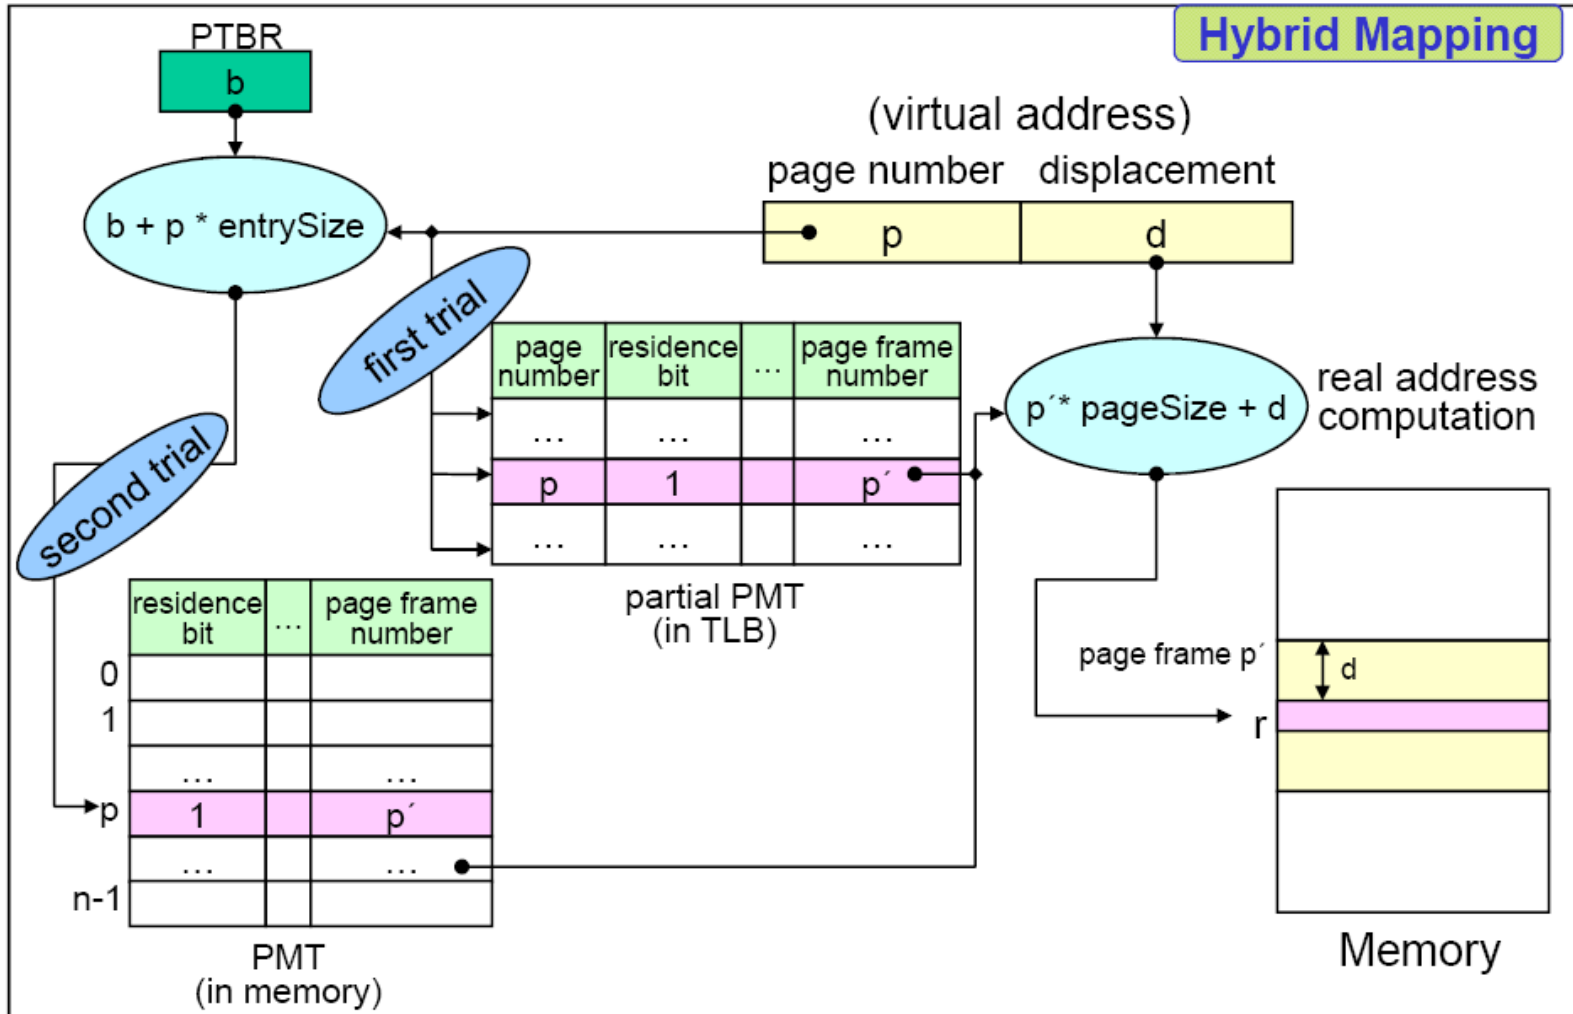 Hybrid Mapping
PTBR
b
(virtual address)
page number
displacement
b + p * entrySize
p
d
first trial
page
number
residence
bit
...
page frame
number
...
...
...
p
1
p´
...
...
...
partial PMT
(in TLB)
p´* pageSize + d
real address
computation
second trial
residence
bit
...
page frame
number
0
1
...
...
p
1
p´
...
...
n-1
PMT
(in memory)
page frame p´
d
r
Memory